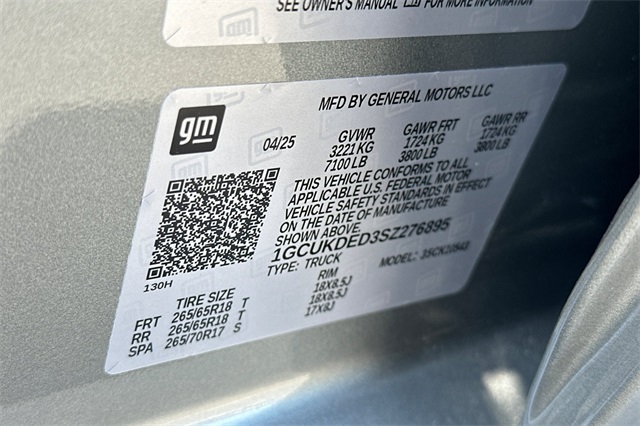 SEE OWNER'S MANUAL FOR MORE INFORMATION
MFD BY GENERAL MOTORS LLC
gm
04/25 GVWR GAWR FRT GAWR RR
3221 KG 1724 KG 1724 KG
7100 LB 3800 LB 3800 LB
THIS VEHICLE CONFORMS TO ALL
APPLICABLE U.S. FEDERAL MOTOR
VEHICLE SAFETY STANDARDS IN EFFECT
ON THE DATE OF MANUFACTURE
SHOWN ABOVE.
1GCUKDED3SZ276895
TYPE: TRUCK MODEL:
130H
TIRE SIZE RIM
FRT 265/65R18 T 18X8.5J
RR 265/65R18 T 18X8.5J
SPA 265/70R17 S 17X8J